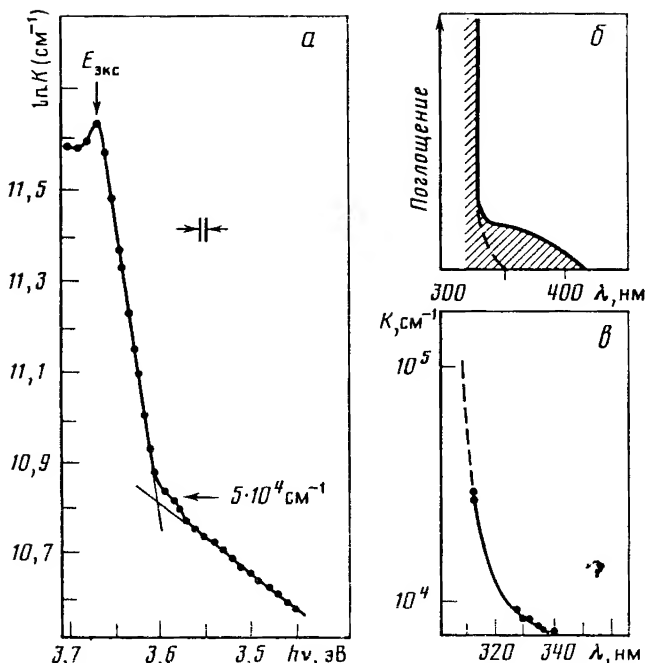 а
ln K (см⁻¹)
Eэкс
11,5
11,3
11,1
10,9
10,7
5·10⁴ см⁻¹
3,7 3,6 3,5 hν, эв
б
Поглощение
300 400 λ, нм
в
K, см⁻¹
10⁵
10⁴
320 340 λ, нм